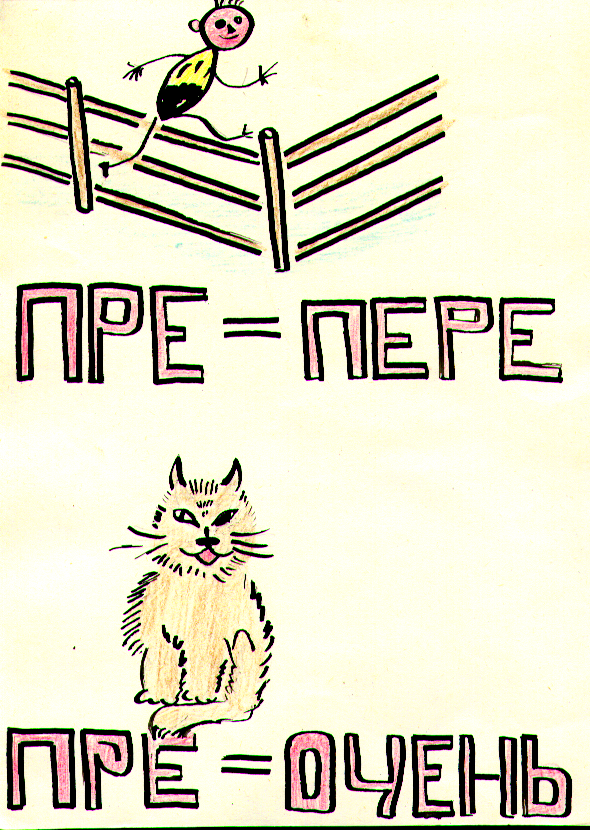 ПРЕ = ПЕРЕ
ПРЕ = ОЧЕНЬ